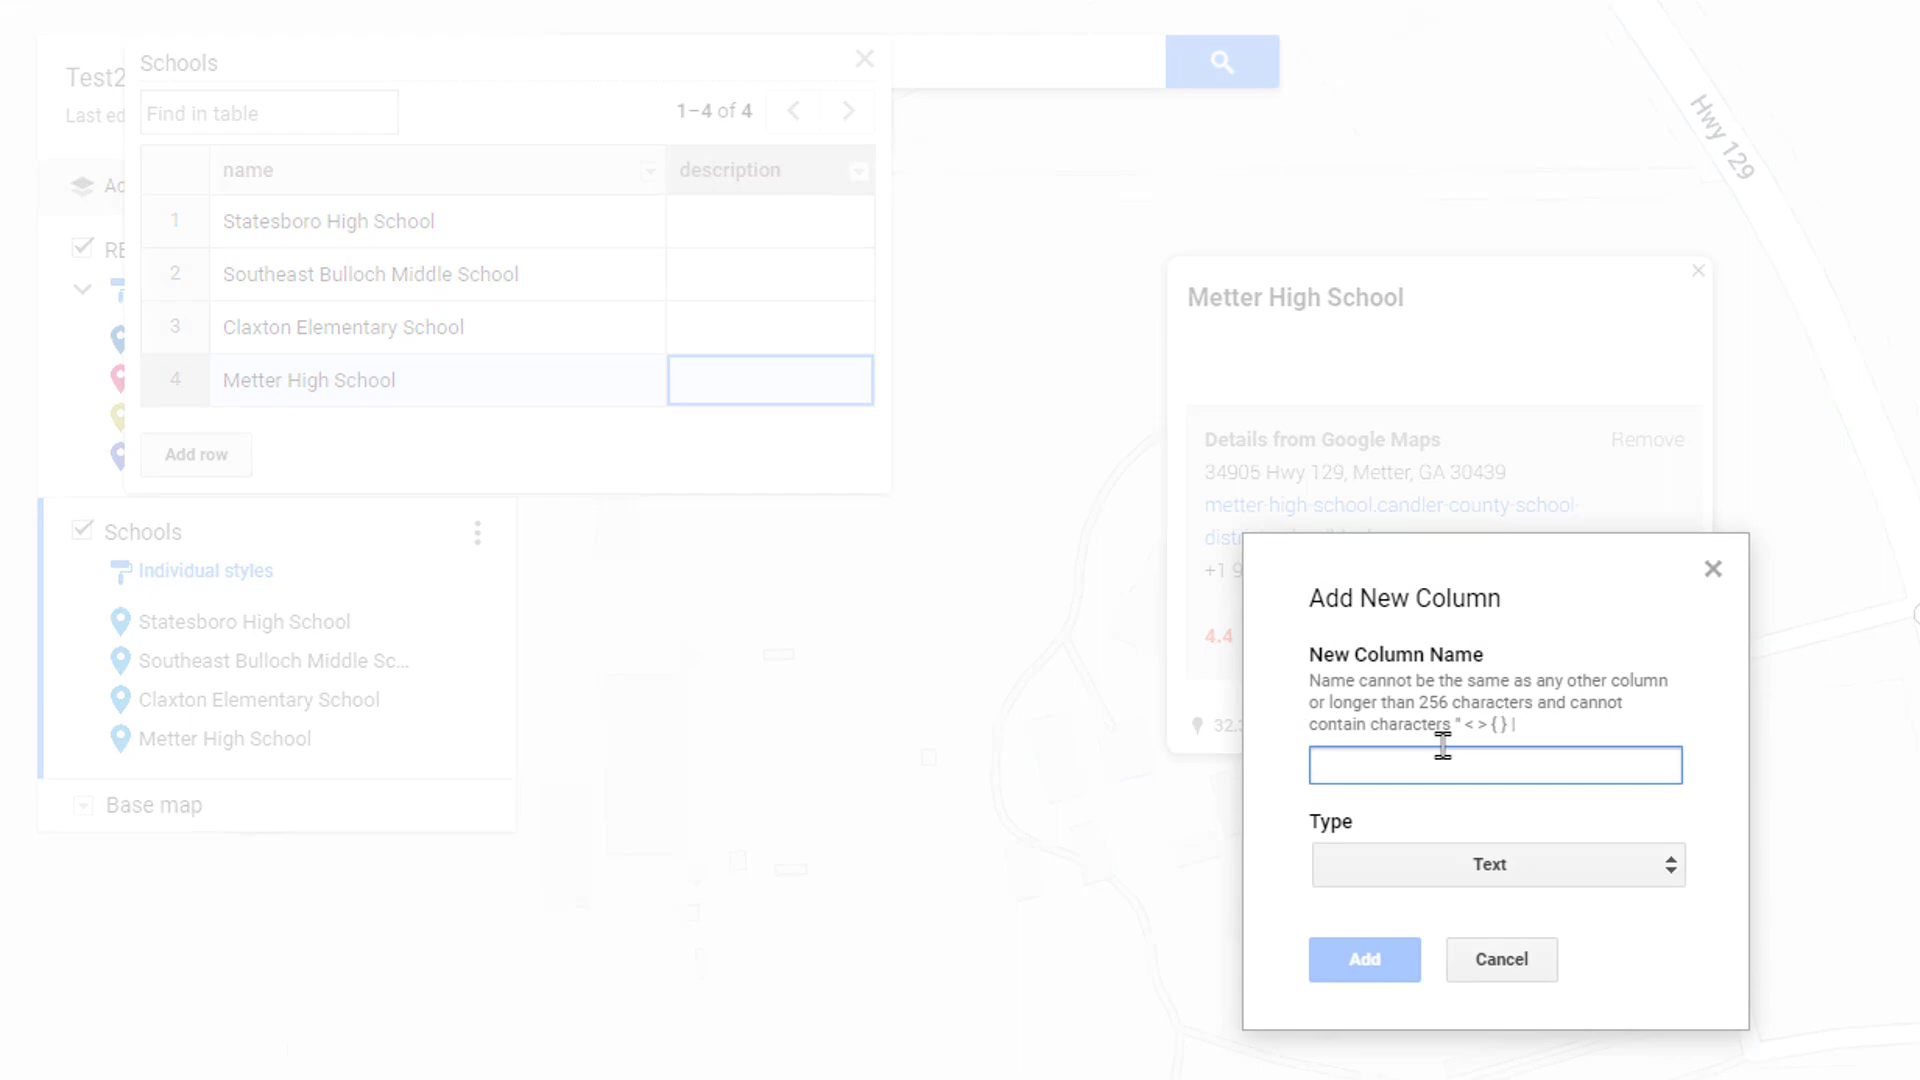 Test2
Last ed
Schools
Find in table
1–4 of 4
name
description
1
Statesboro High School
2
Southeast Bulloch Middle School
3
Claxton Elementary School
4
Metter High School
Add row
Schools
Individual styles
Statesboro High School
Southeast Bulloch Middle Sc...
Claxton Elementary School
Metter High School
Base map
Hwy 129
Metter High School
Details from Google Maps
Remove
34905 Hwy 129, Metter, GA 30439
metter-high-school.candler-county-school-
+1 9
4.4
Add New Column
New Column Name
Name cannot be the same as any other column
or longer than 256 characters and cannot
contain characters " < > { } |
Type
Text
Add
Cancel